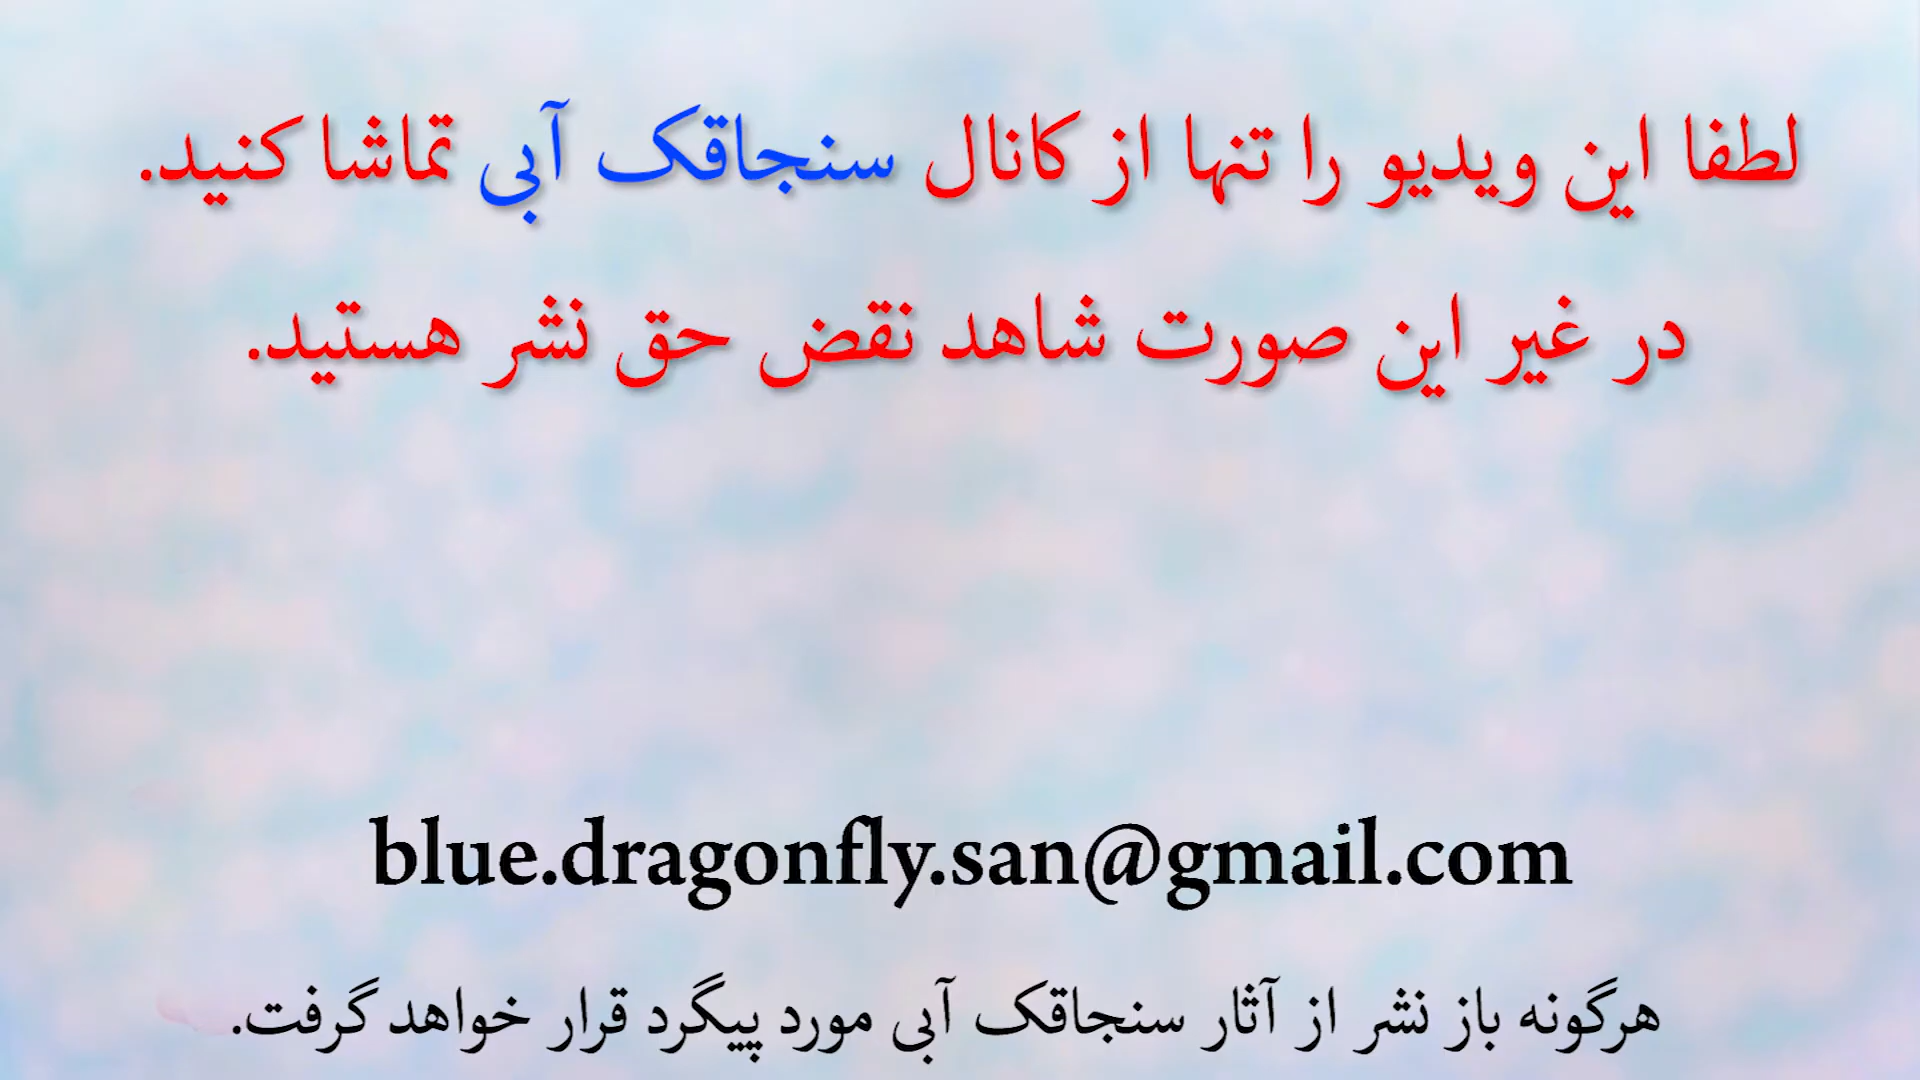 لطفا این ویدیو را تنها از کانال سنجاقک آبی تماشا کنید.
در غیر این صورت شاهد نقض حق نشر هستید.
blue.dragonfly.san@gmail.com
هرگونه باز نشر از آثار سنجاقک آبی مورد پیگرد قرار خواهد گرفت.